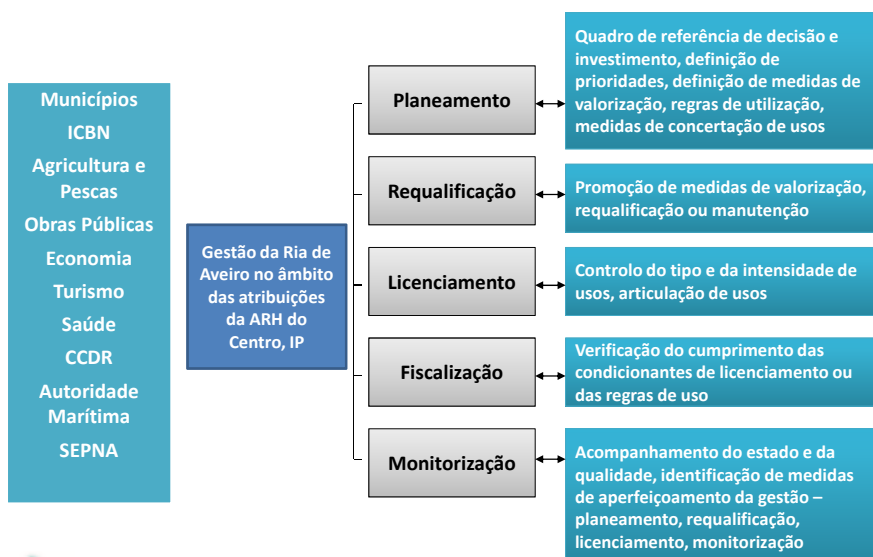 Municípios
ICBN
Agricultura e
Pescas
Obras Públicas
Economia
Turismo
Saúde
CCDR
Autoridade
Marítima
SEPNA
Gestão da Ria de
Aveiro no âmbito
das atribuições
da ARH do
Centro, IP
Planeamento
Quadro de referência de decisão e
investimento, definição de
prioridades, definição de medidas de
valorização, regras de utilização,
medidas de concertação de usos
Requalificação
Promoção de medidas de valorização,
requalificação ou manutenção
Licenciamento
Controlo do tipo e da intensidade de
usos, articulação de usos
Fiscalização
Verificação do cumprimento das
condicionantes de licenciamento ou
das regras de uso
Monitorização
Acompanhamento do estado e da
qualidade, identificação de medidas
de aperfeiçoamento da gestão –
planeamento, requalificação,
licenciamento, monitorização